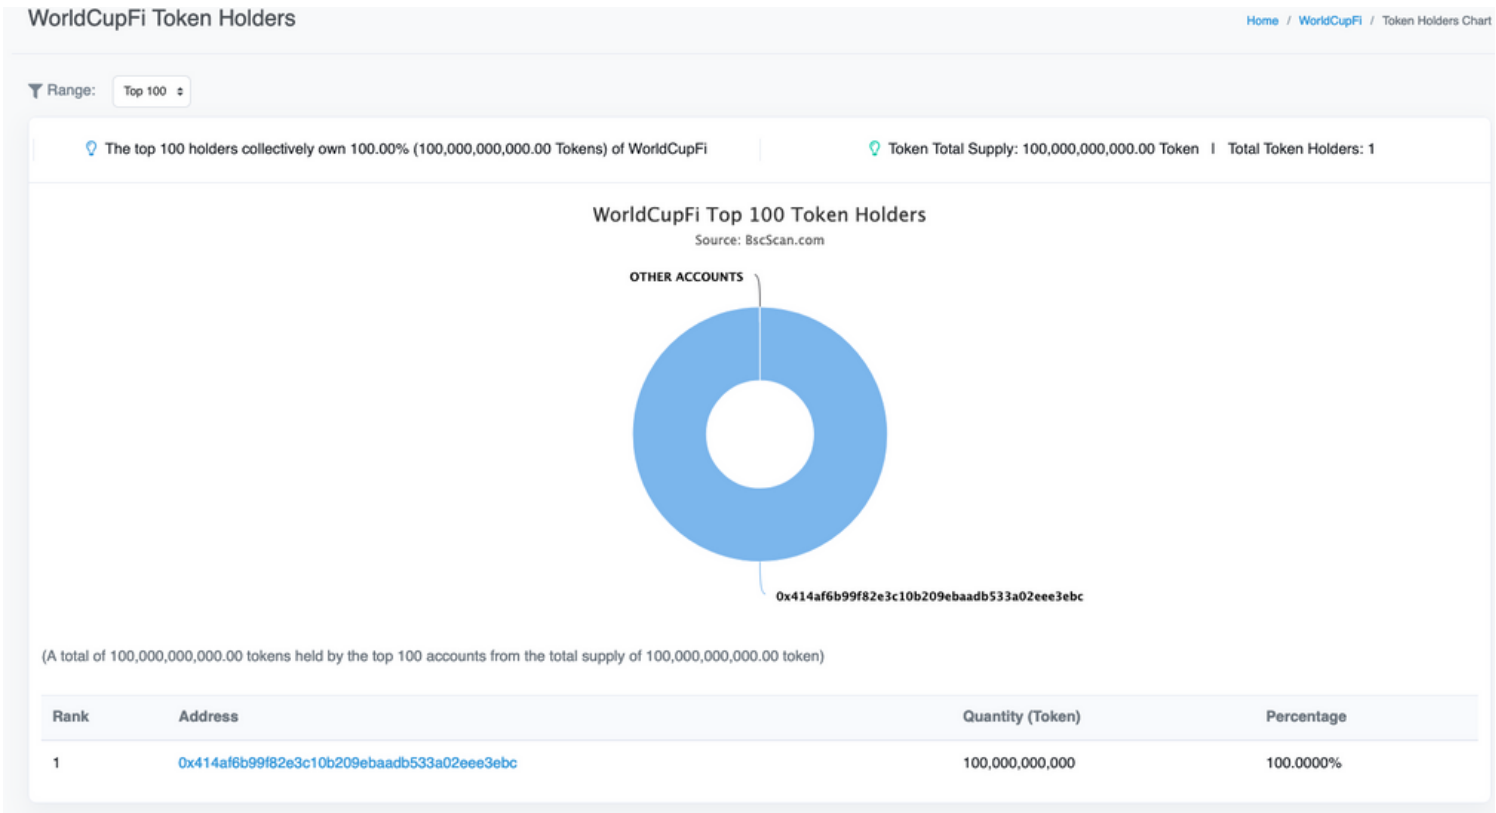 WorldCupFi Token Holders
Home / WorldCupFi / Token Holders Chart
Range: Top 100
The top 100 holders collectively own 100.00% (100,000,000,000.00 Tokens) of WorldCupFi
Token Total Supply: 100,000,000,000.00 Token | Total Token Holders: 1
WorldCupFi Top 100 Token Holders
Source: BscScan.com
OTHER ACCOUNTS
0x414af6b99f82e3c10b209ebaadb533a02eee3ebc
(A total of 100,000,000,000.00 tokens held by the top 100 accounts from the total supply of 100,000,000,000.00 token)
Rank Address Quantity (Token) Percentage
1 0x414af6b99f82e3c10b209ebaadb533a02eee3ebc 100,000,000,000 100.0000%